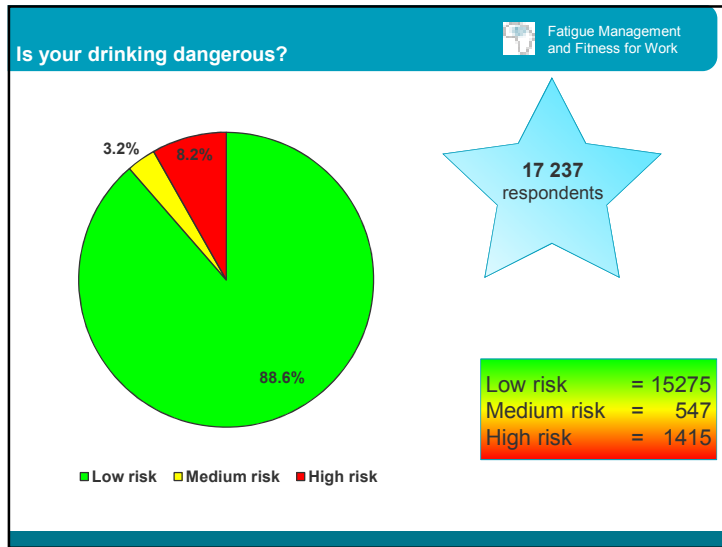 Is your drinking dangerous?
Fatigue Management
and Fitness for Work
3.2%
8.2%
88.6%
Low risk Medium risk High risk
17 237
respondents
Low risk = 15275
Medium risk = 547
High risk = 1415